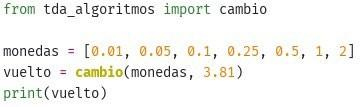 from tda_algoritmos import cambio
monedas = [0.01, 0.05, 0.1, 0.25, 0.5, 1, 2]
vuelto = cambio(monedas, 3.81)
print(vuelto)